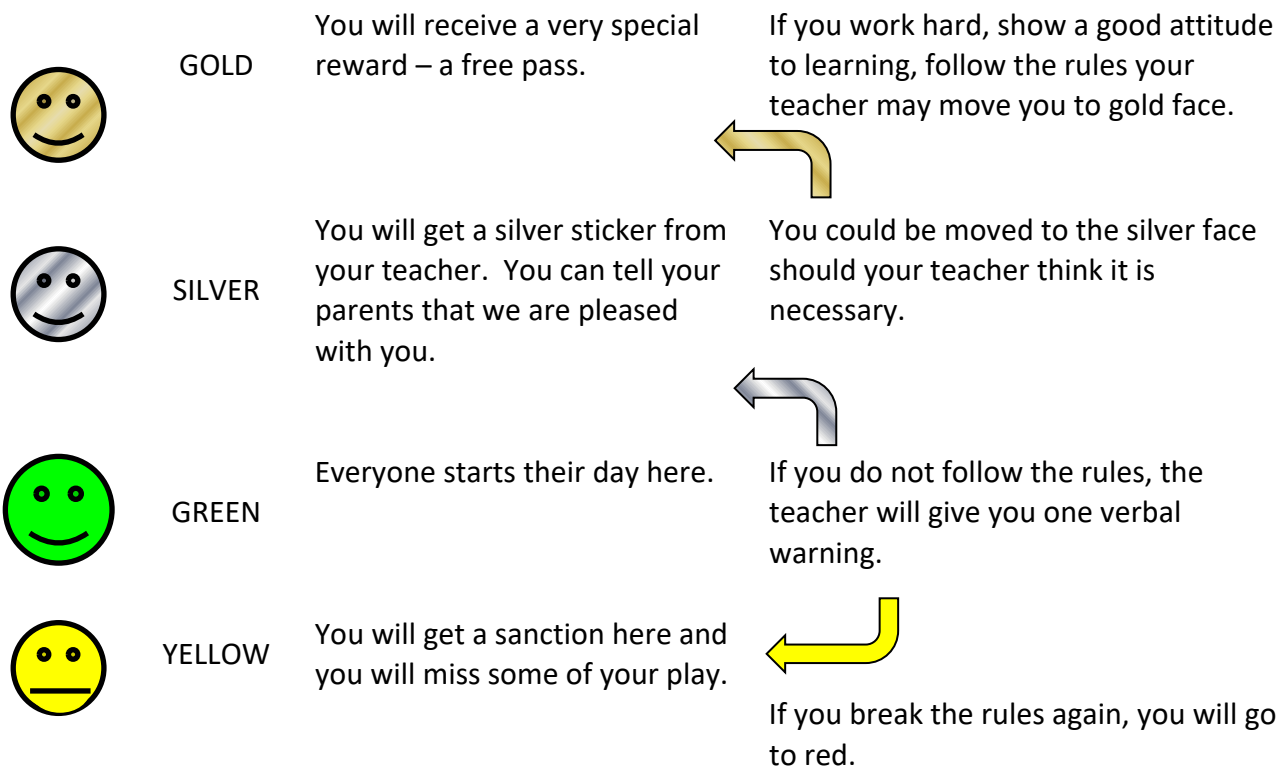 GOLD
You will receive a very special
reward – a free pass.
If you work hard, show a good attitude
to learning, follow the rules your
teacher may move you to gold face.
SILVER
You will get a silver sticker from
your teacher.  You can tell your
parents that we are pleased
with you.
You could be moved to the silver face
should your teacher think it is
necessary.
GREEN
Everyone starts their day here.
If you do not follow the rules, the
teacher will give you one verbal
warning.
YELLOW
You will get a sanction here and
you will miss some of your play.
If you break the rules again, you will go
to red.